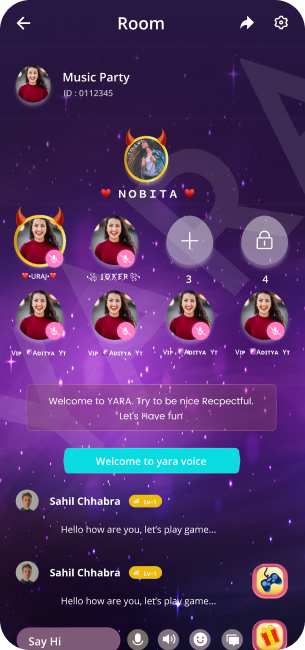 Room
Music Party
ID : 0112345
NOBITA
URAJ
JOKER
3
4
Vip Aditya Yt
Vip Aditya Yt
Vip Aditya Yt
Vip Aditya Yt
Welcome to YARA. Try to be nice Recpectful.
Let's Have fun
Welcome to yara voice
Sahil Chhabra Lv-1
Hello how are you, let's play game...
Sahil Chhabra Lv-1
Hello how are you, let's play game...
Say Hi